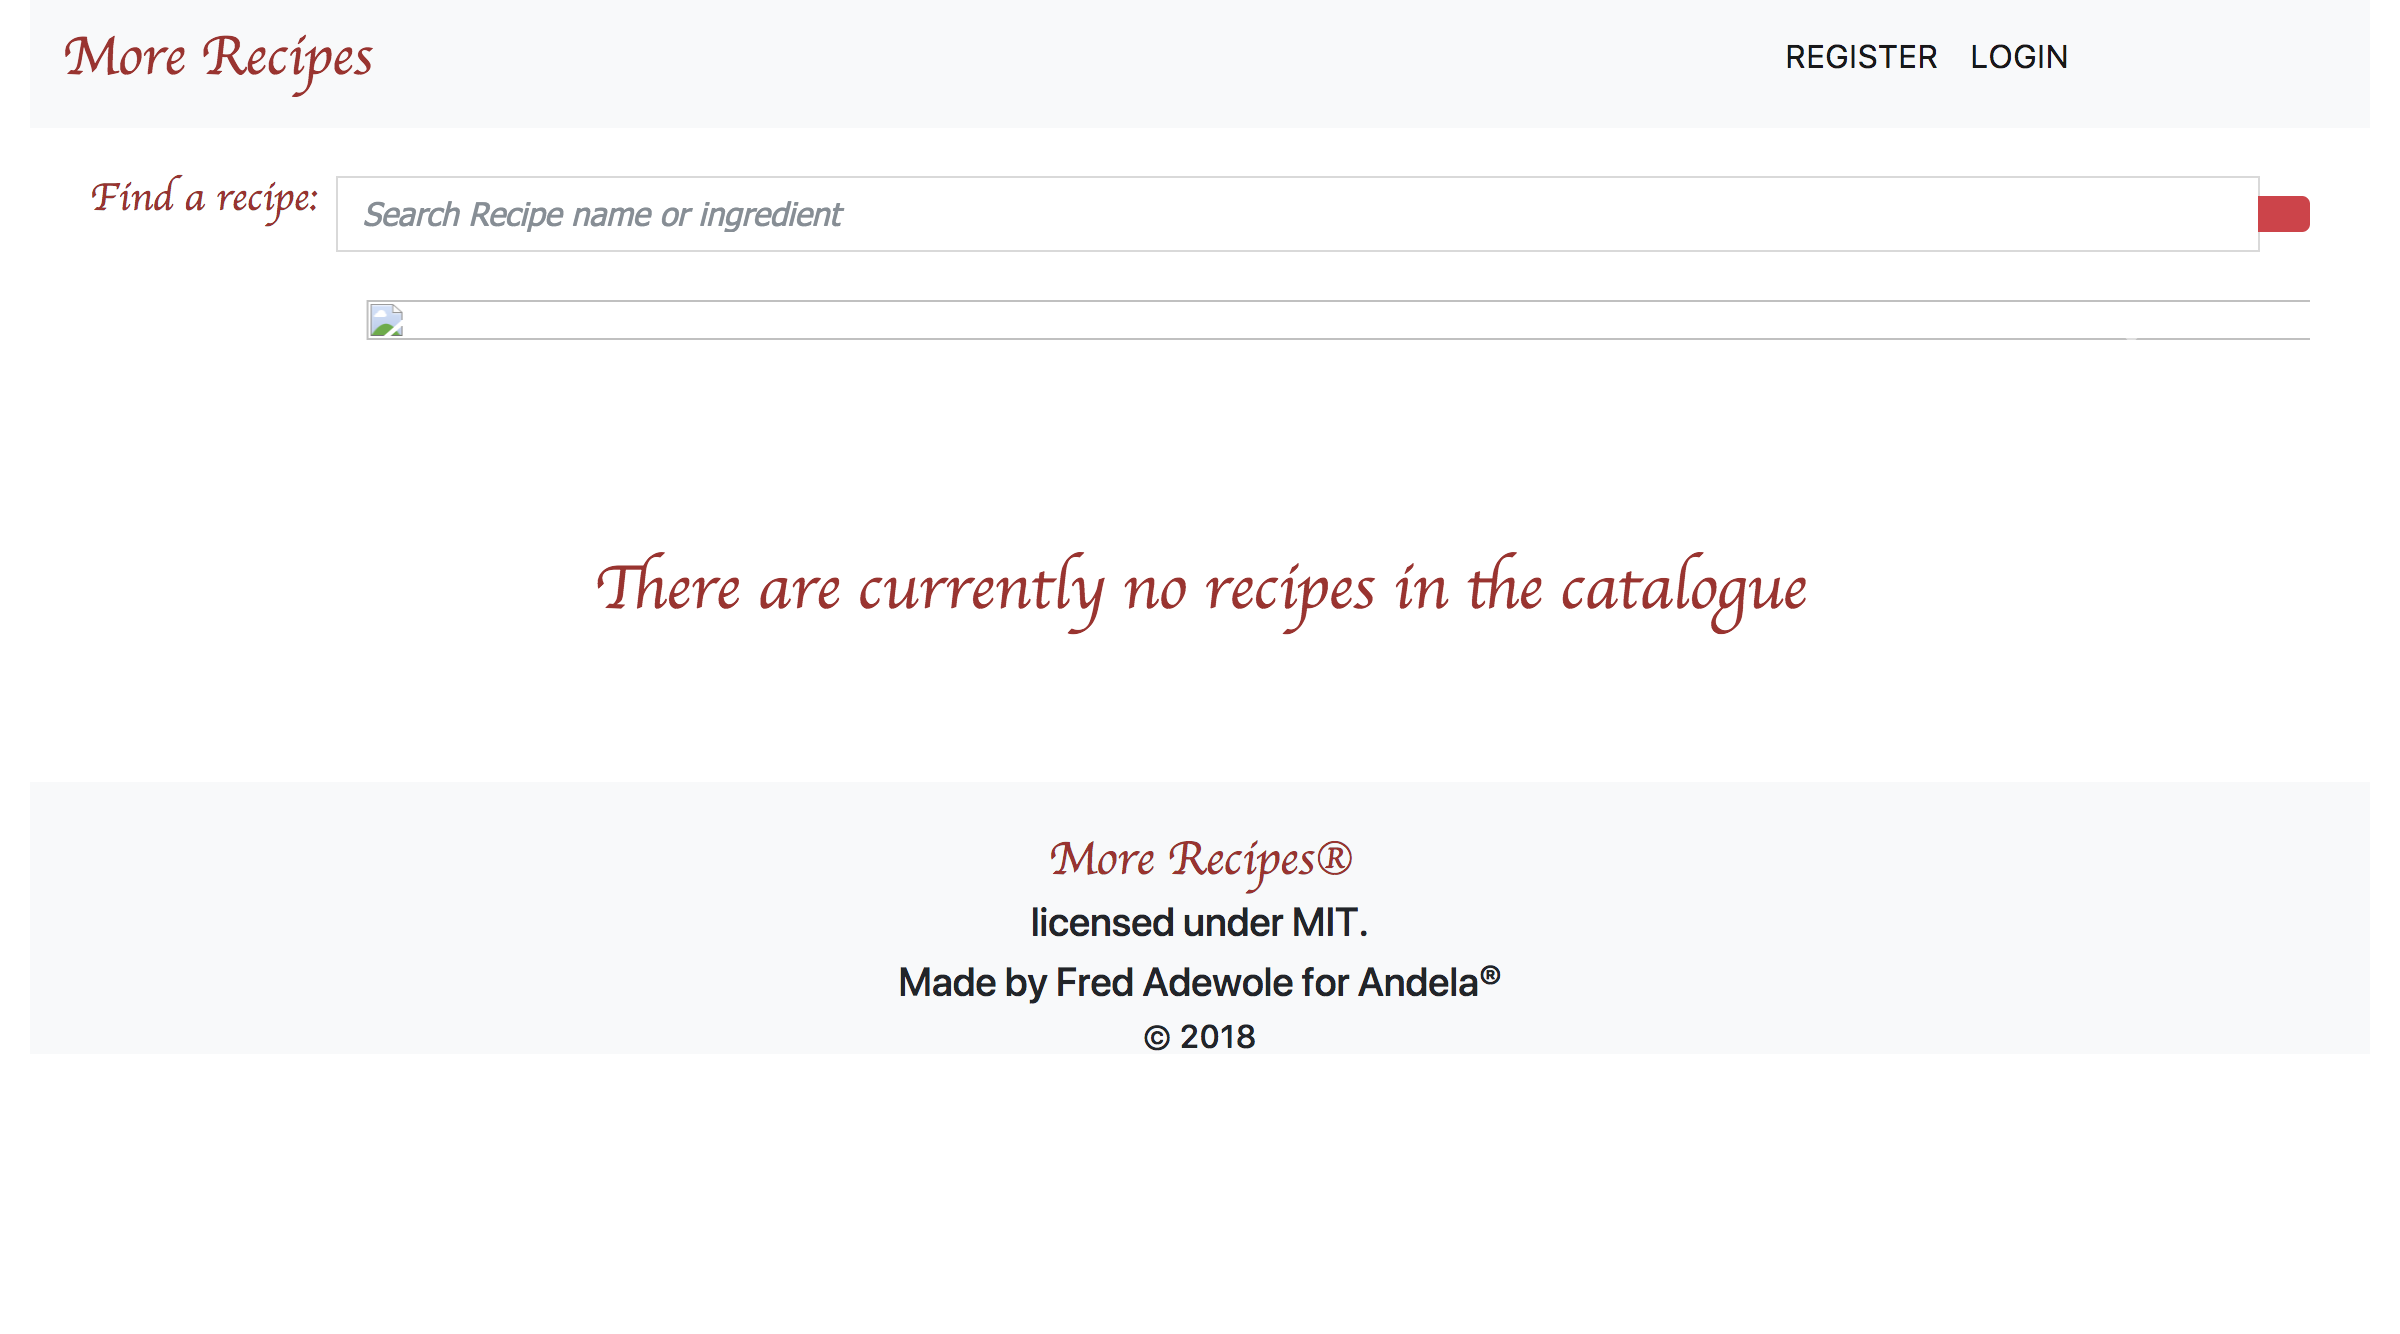 More Recipes
REGISTER LOGIN
Find a recipe: Search Recipe name or ingredient
There are currently no recipes in the catalogue
More Recipes®
licensed under MIT.
Made by Fred Adewole for Andela®
© 2018